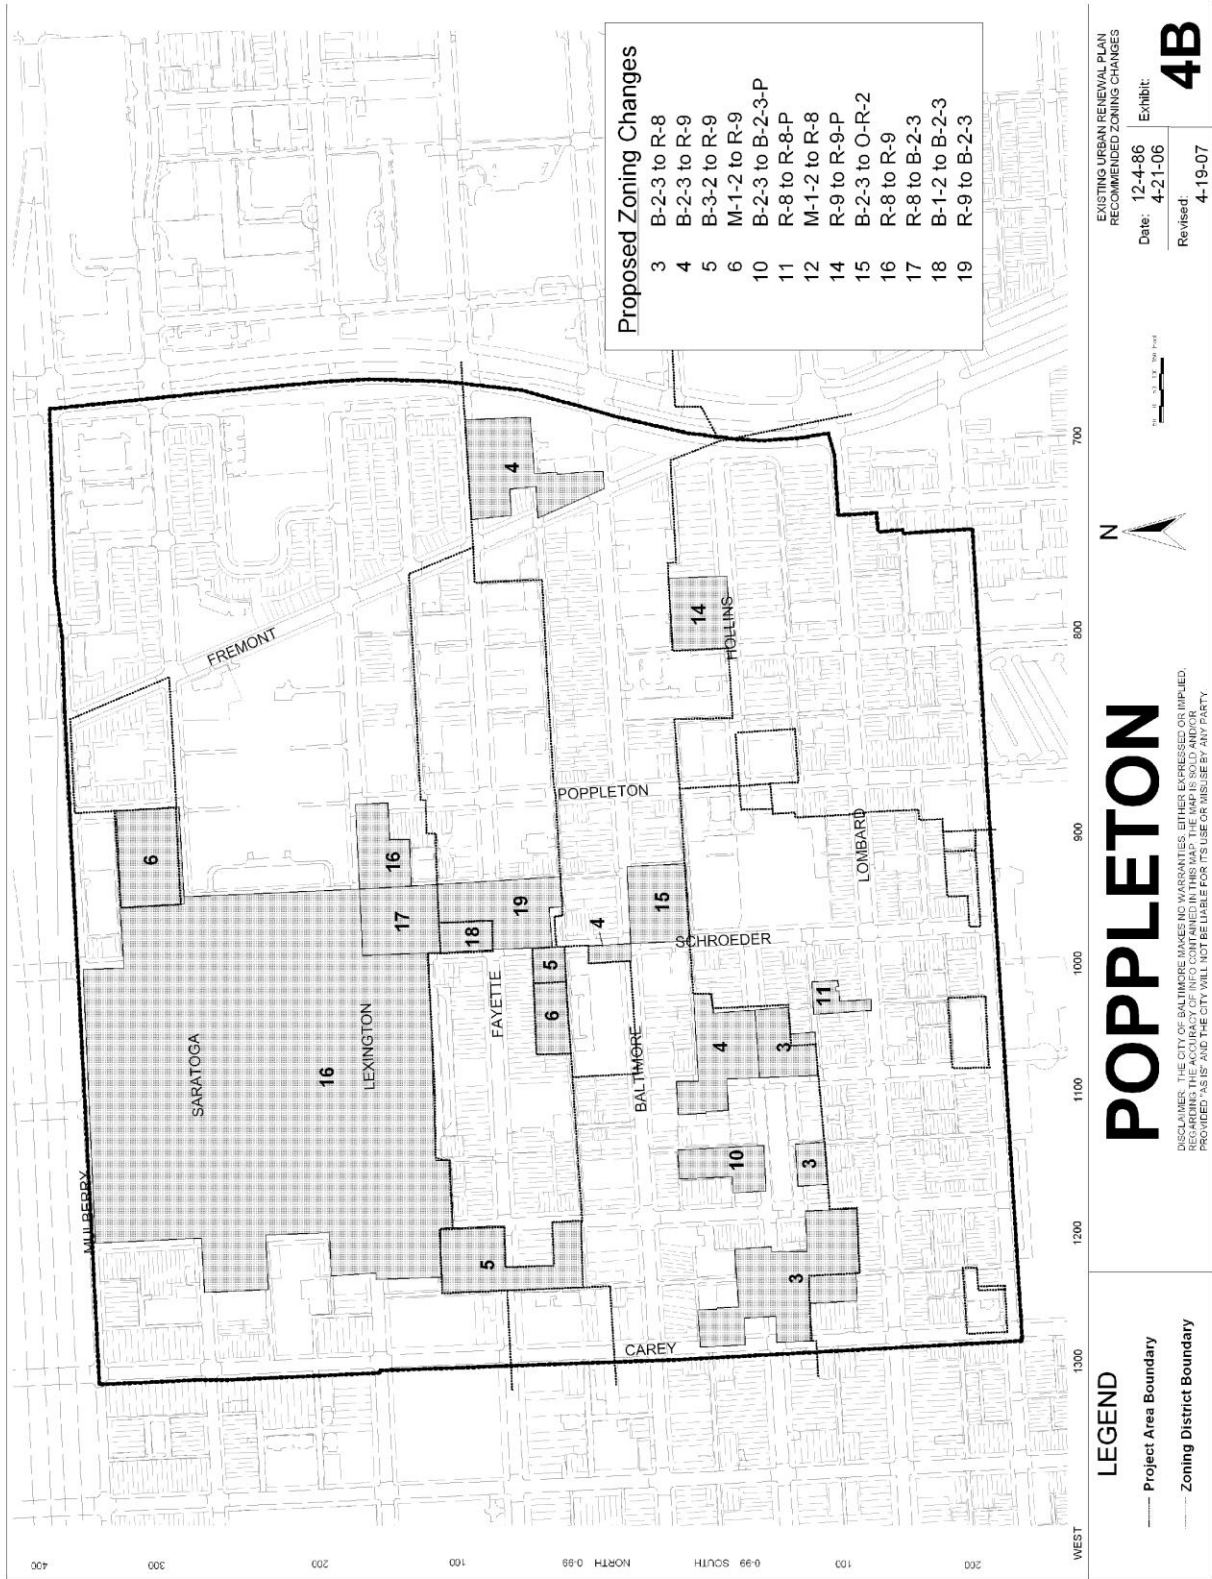 MULBERRY
SARATOGA
LEXINGTON
FAYETTE
BALTIMORE
FREMONT
POPPLETON
SCHROEDER
HOLLINS
LOMBARD
CAREY
16
6
16
17
18
19
5
6
5
4
4
15
14
4
3
11
10
3
3
Proposed Zoning Changes
3 B-2-3 to R-8
4 B-2-3 to R-9
5 B-3-2 to R-9
6 M-1-2 to R-9
10 B-2-3 to B-2-3-P
11 R-8 to R-8-P
12 M-1-2 to R-8
14 R-9 to R-9-P
15 B-2-3 to O-R-2
16 R-8 to R-9
17 R-8 to B-2-3
18 B-1-2 to B-2-3
19 R-9 to B-2-3
400
300
200
100
NORTH 0-99
0-99 SOUTH
100
200
WEST
1300
1200
1100
1000
900
800
700
LEGEND
Project Area Boundary
Zoning District Boundary
POPPLETON
DISCLAIMER: THE CITY OF BALTIMORE MAKES NO WARRANTIES, EITHER EXPRESSED OR IMPLIED,
REGARDING THE ACCURACY OF INFO CONTAINED IN THIS MAP. THE MAP IS SOLD AND/OR
PROVIDED "AS IS" AND THE CITY WILL NOT BE LIABLE FOR ITS USE OR MISUSE BY ANY PARTY.
N
EXISTING URBAN RENEWAL PLAN
RECOMMENDED ZONING CHANGES
Date: 12-4-86
4-21-06
Revised:
4-19-07
Exhibit:
4B